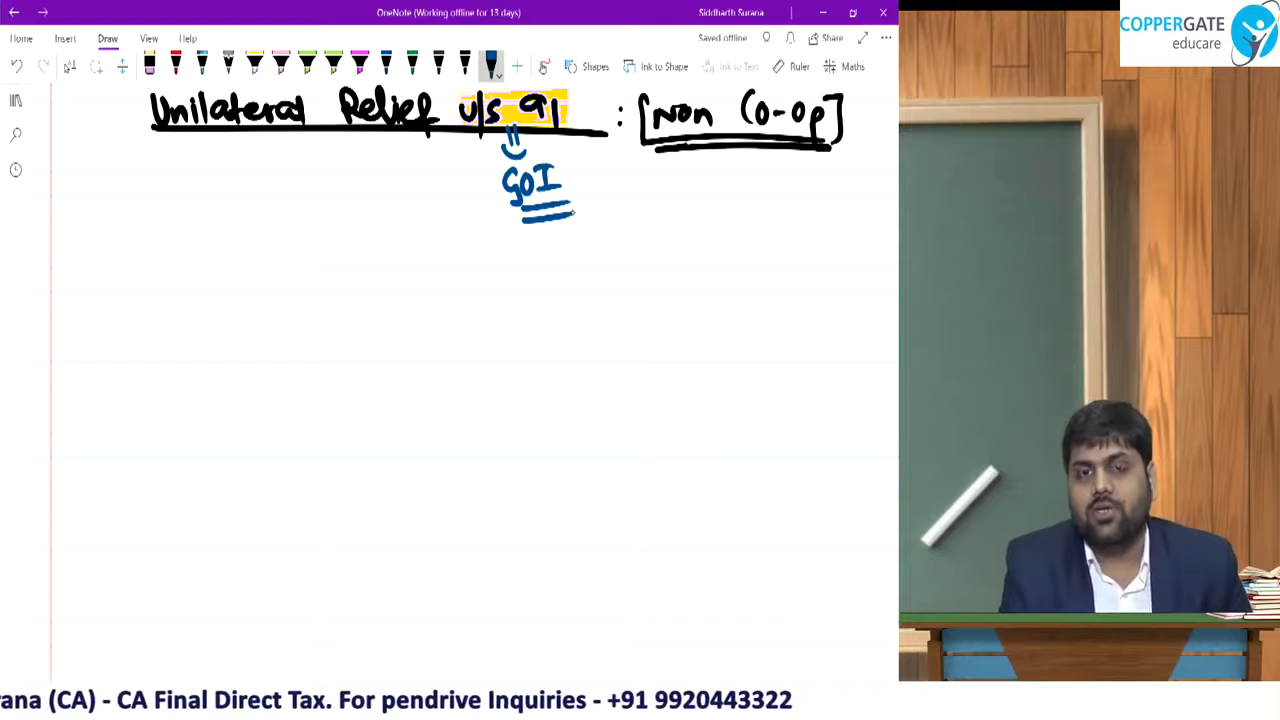 OneNote (Working offline for 13 days)
Siddharth Surana
COPPERGATE
educare
Home Insert Draw View Help
Saved offline
Share
Shapes
Ink to Shape
Ink to Text
Ruler
Maths
Unilateral Relief u/s 91 : [Non Co-Op]
GOI
rana (CA) - CA Final Direct Tax. For pendrive Inquiries - +91 9920443322